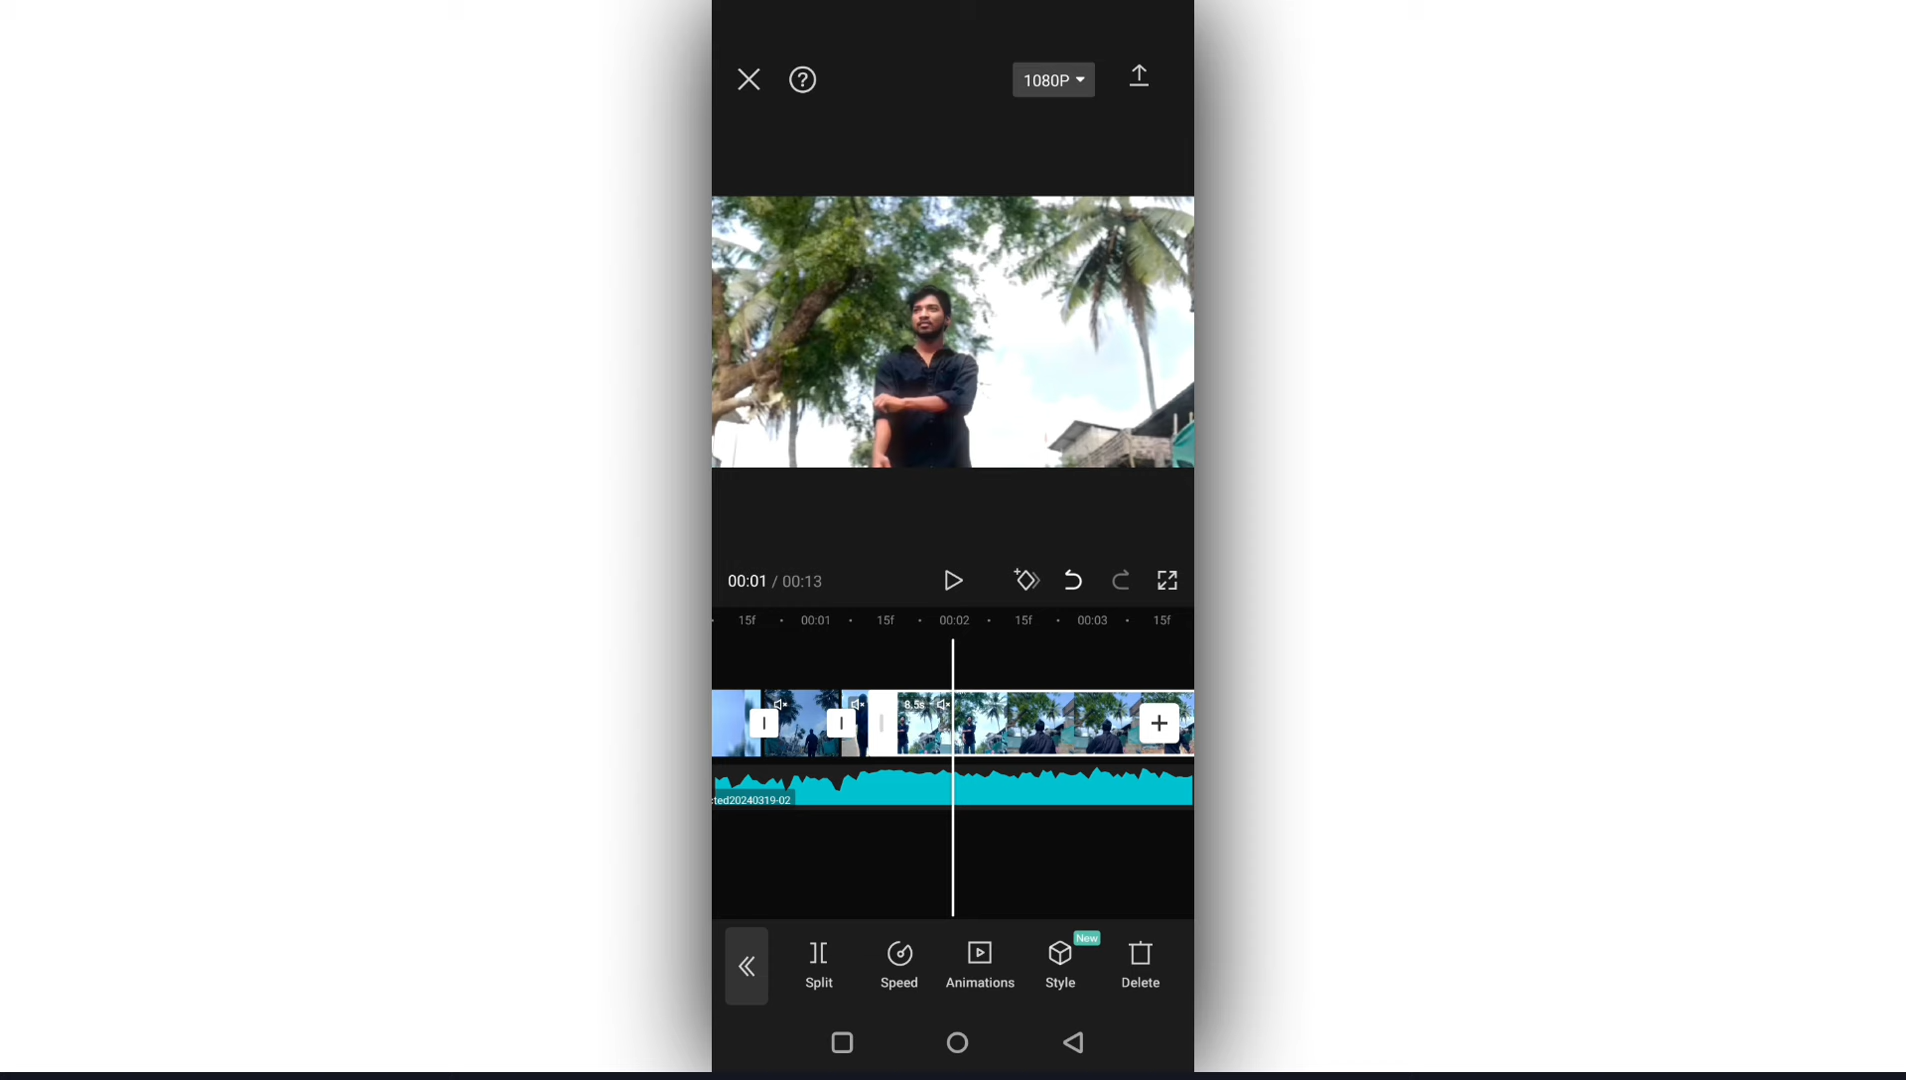 1080P
00:01 / 00:13
15f 00:01 15f 00:02 15f 00:03 15f
8.5s
cted20240319-02
New
Split Speed Animations Style Delete